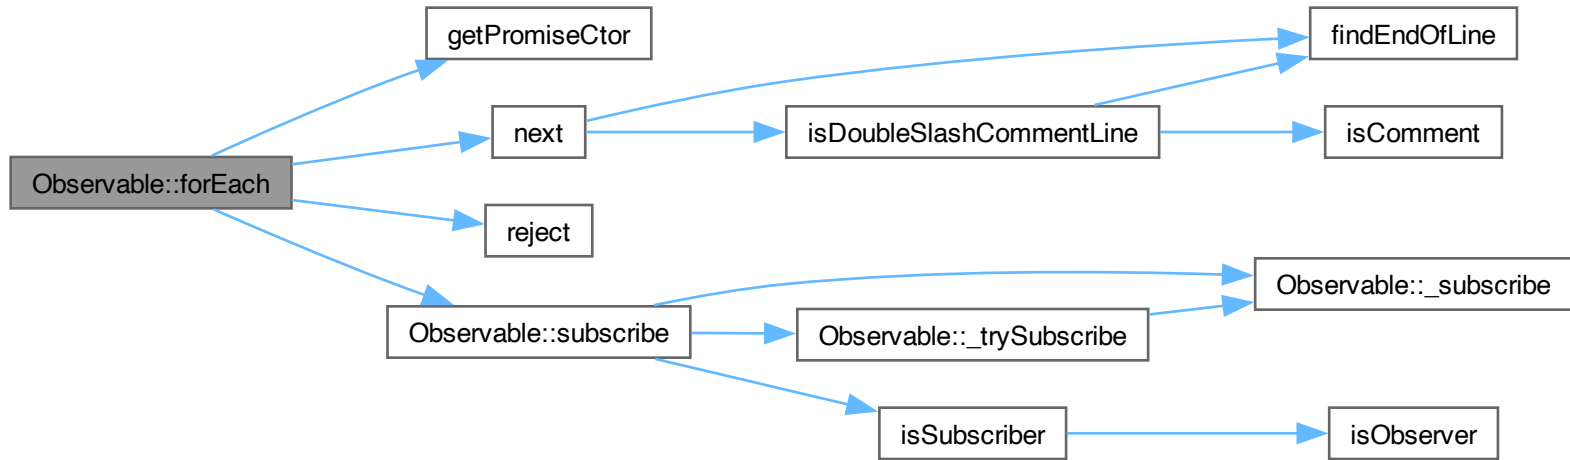 Observable::forEach
getPromiseCtor
next
reject
Observable::subscribe
isDoubleSlashCommentLine
Observable::_trySubscribe
isSubscriber
findEndOfLine
isComment
Observable::_subscribe
isObserver